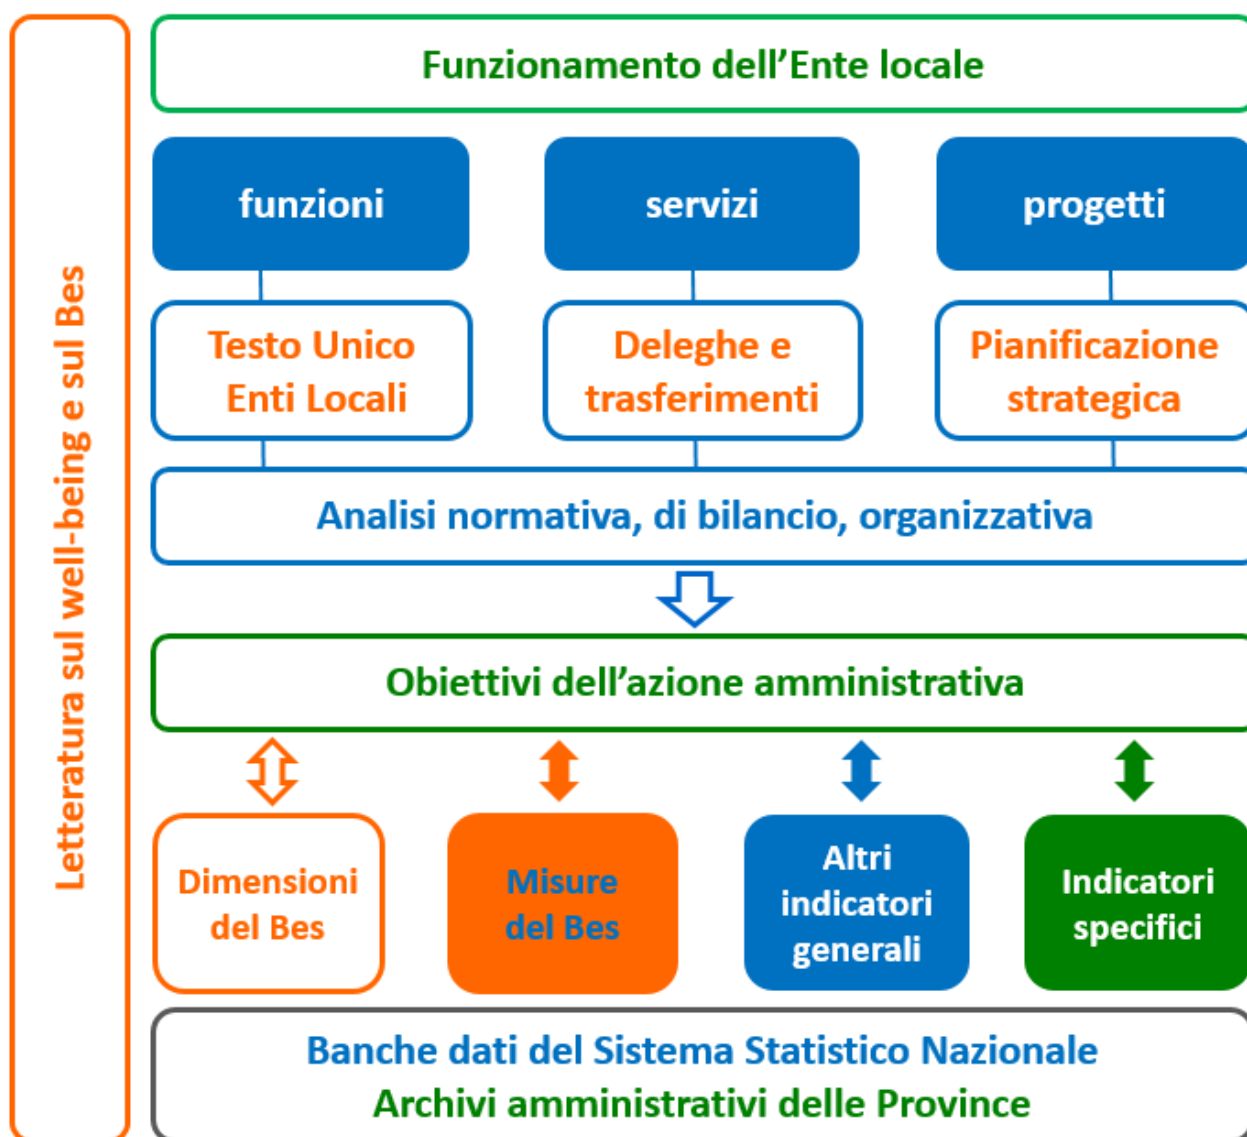 Letteratura sul well-being e sul Bes
Funzionamento dell'Ente locale
funzioni
servizi
progetti
Testo Unico
Enti Locali
Deleghe e
trasferimenti
Pianificazione
strategica
Analisi normativa, di bilancio, organizzativa
Obiettivi dell'azione amministrativa
Dimensioni
del Bes
Misure
del Bes
Altri
indicatori
generali
Indicatori
specifici
Banche dati del Sistema Statistico Nazionale
Archivi amministrativi delle Province